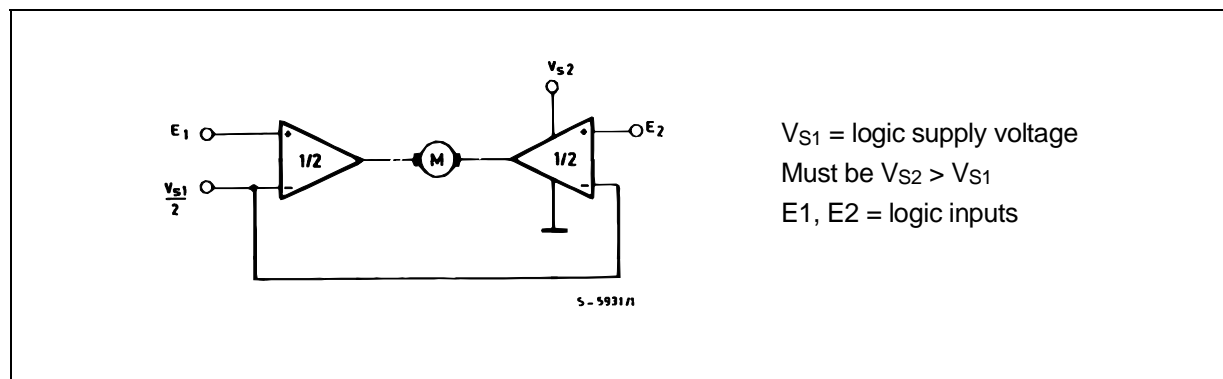 Vs2
E1
E2
+
+
1/2
M
1/2
-
-
Vs1
2
S - 5931/1
VS1 = logic supply voltage
Must be VS2 > VS1
E1, E2 = logic inputs